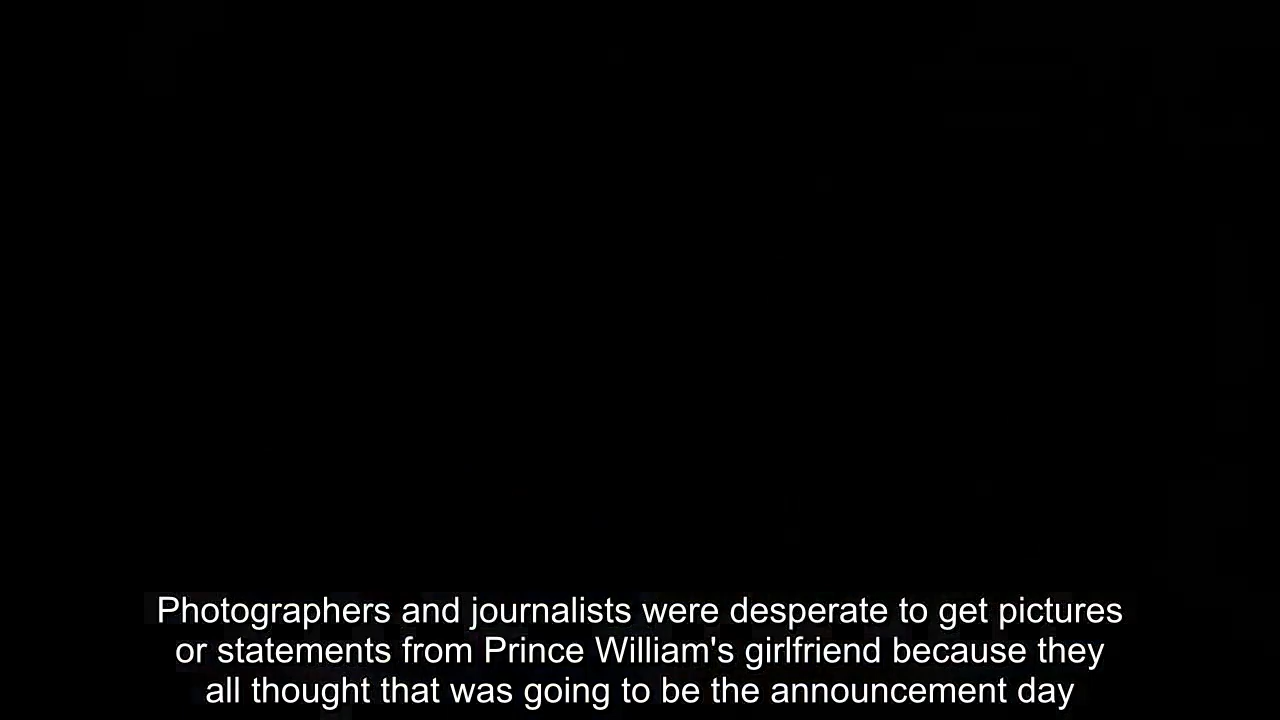 Photographers and journalists were desperate to get pictures
or statements from Prince William's girlfriend because they
all thought that was going to be the announcement day